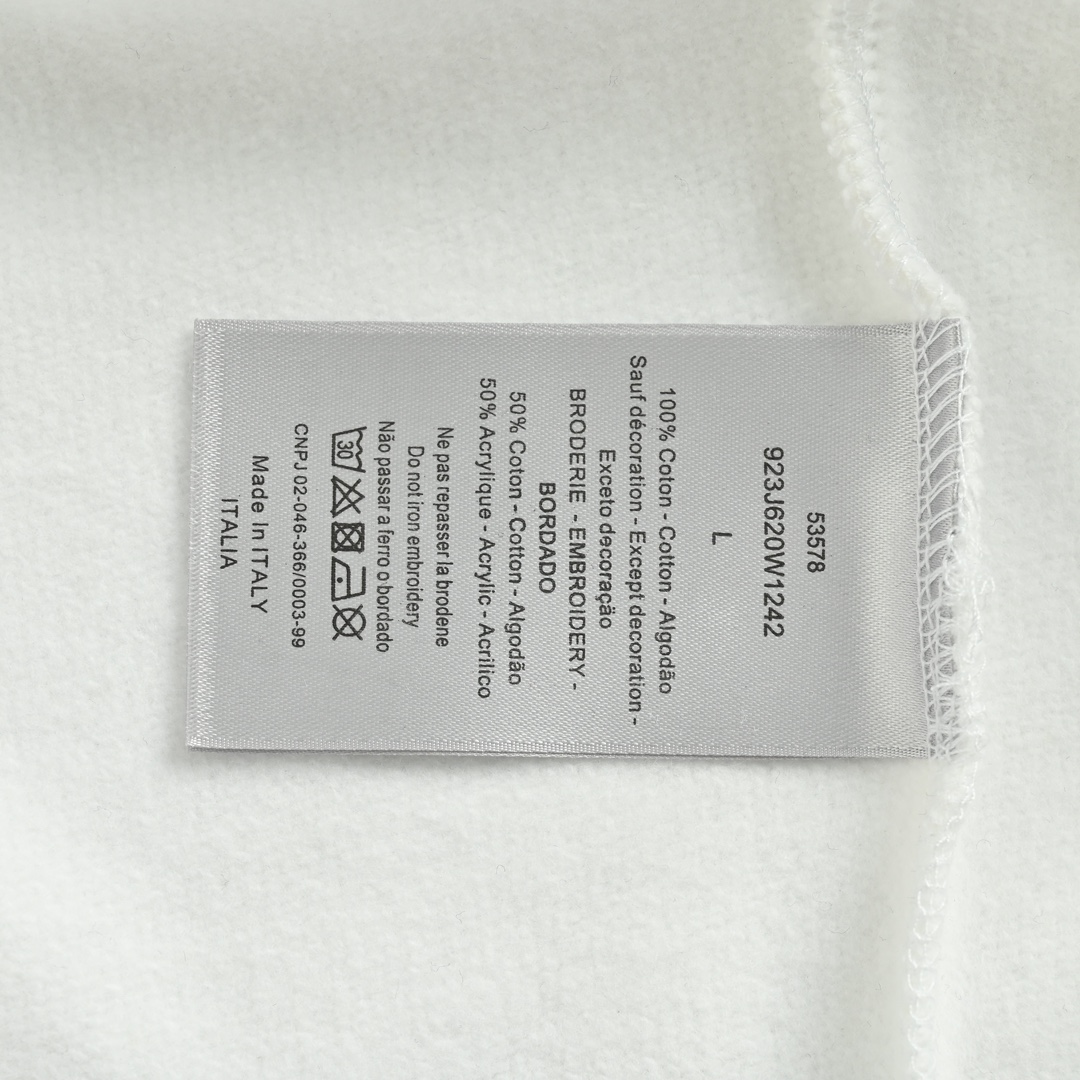 53578
923J620W1242
L
100% Coton - Cotton - Algodão
Sauf décoration - Except decoration -
Exceto decoração
BRODERIE - EMBROIDERY -
BORDADO
50% Coton - Cotton - Algodão
50% Acrylique - Acrylic - Acrilico
Ne pas repasser la brodene
Do not iron embroidery
Não passar a ferro o bordado
30
CNPJ 02-046-366/0003-99
Made In ITALY
ITALIA